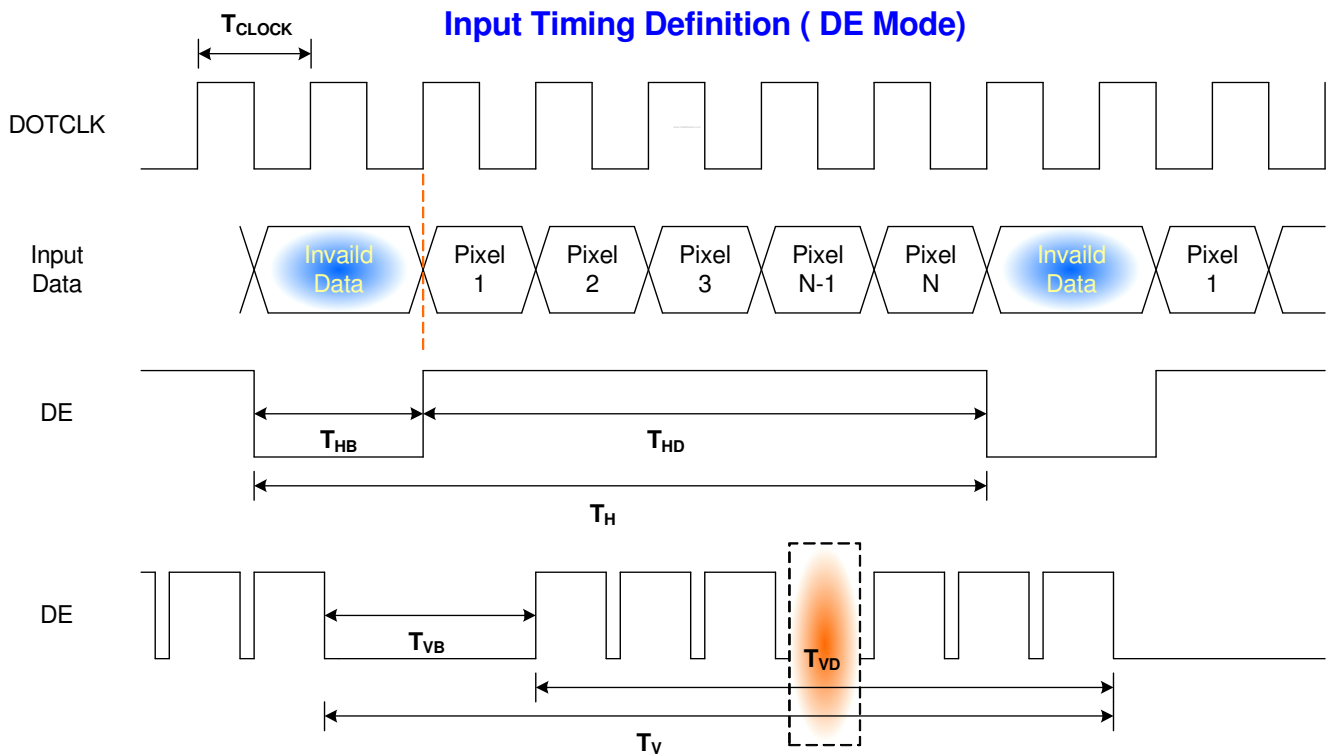 Input Timing Definition ( DE Mode)
TCLOCK
DOTCLK
Input
Data
Invaild
Data
Pixel
1
Pixel
2
Pixel
3
Pixel
N-1
Pixel
N
Invaild
Data
Pixel
1
DE
THB
THD
TH
DE
TVB
TVD
TV